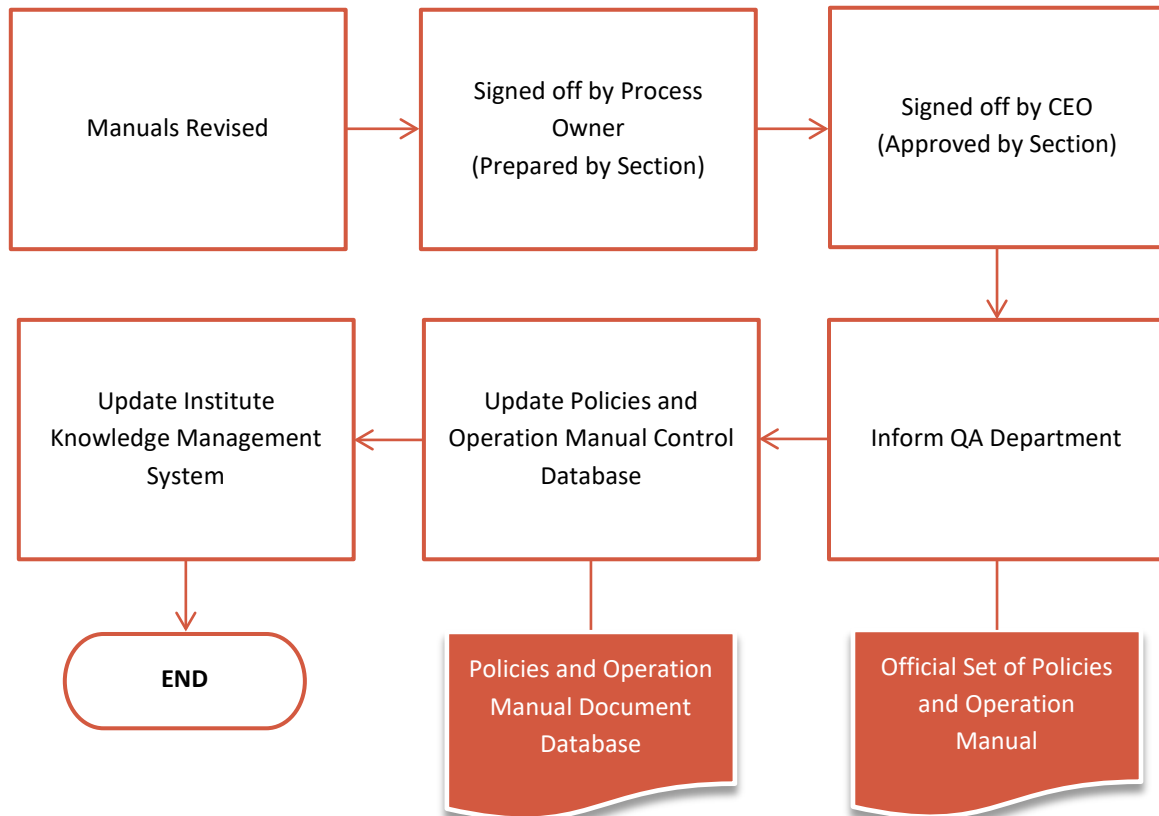 Manuals Revised
Signed off by Process
Owner
(Prepared by Section)
Signed off by CEO
(Approved by Section)
Update Institute
Knowledge Management
System
Update Policies and
Operation Manual Control
Database
Inform QA Department
END
Policies and Operation
Manual Document
Database
Official Set of Policies
and Operation
Manual